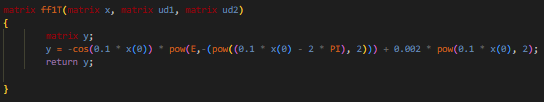 matrix ff1T(matrix x, matrix ud1, matrix ud2)
{
matrix y;
y = -cos(0.1 * x(0)) * pow(E,-(pow((0.1 * x(0) - 2 * PI), 2))) + 0.002 * pow(0.1 * x(0), 2);
return y;
}